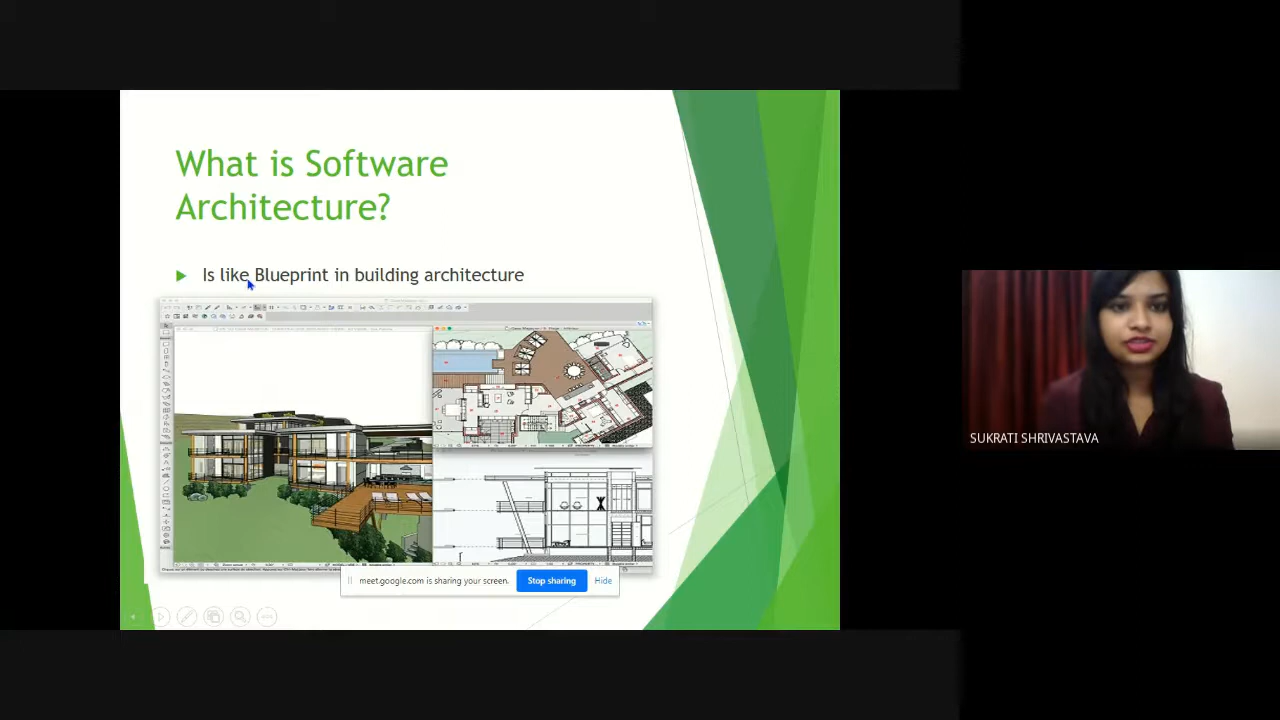 What is Software
Architecture?
Is like Blueprint in building architecture
meet.google.com is sharing your screen.
Stop sharing
Hide
SUKRATI SHRIVASTAVA